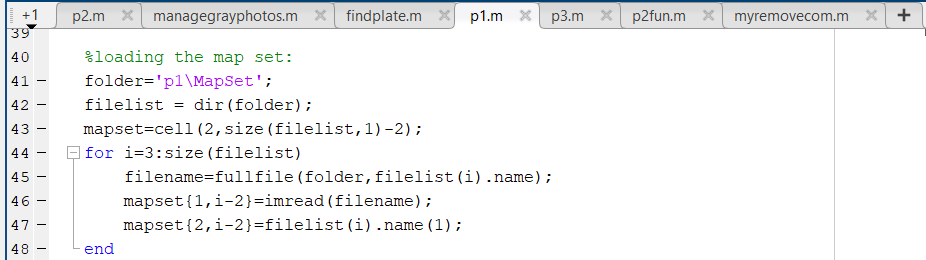 +1 p2.m managegrayphotos.m findplate.m p1.m p3.m p2fun.m myremovecom.m
39
40 %loading the map set:
41 - folder='p1\MapSet';
42 - filelist = dir(folder);
43 - mapset=cell(2,size(filelist,1)-2);
44 - for i=3:size(filelist)
45 - filename=fullfile(folder,filelist(i).name);
46 - mapset{1,i-2}=imread(filename);
47 - mapset{2,i-2}=filelist(i).name(1);
48 - end